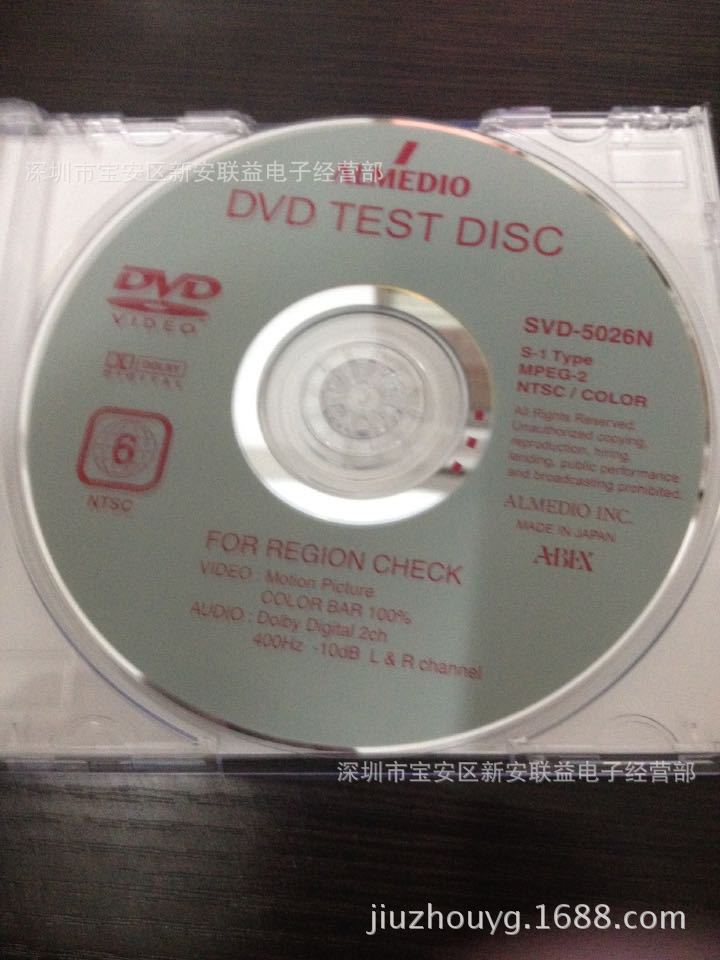 深圳市宝安区新安联益电子经营部
ALMEDIO
DVD TEST DISC
DVD
VIDEO™
DOLBY
DIGITAL
6
NTSC
SVD-5026N
S-1 Type
MPEG-2
NTSC / COLOR
All Rights Reserved.
Unauthorized copying,
reproduction, hiring,
lending, public performance
and broadcasting prohibited.
ALMEDIO INC.
MADE IN JAPAN
ABEX
FOR REGION CHECK
VIDEO : Motion Picture
COLOR BAR 100%
AUDIO : Dolby Digital 2ch
400Hz -10dB L & R channel
深圳市宝安区新安联益电子经营部
jiuzhouyg.1688.com